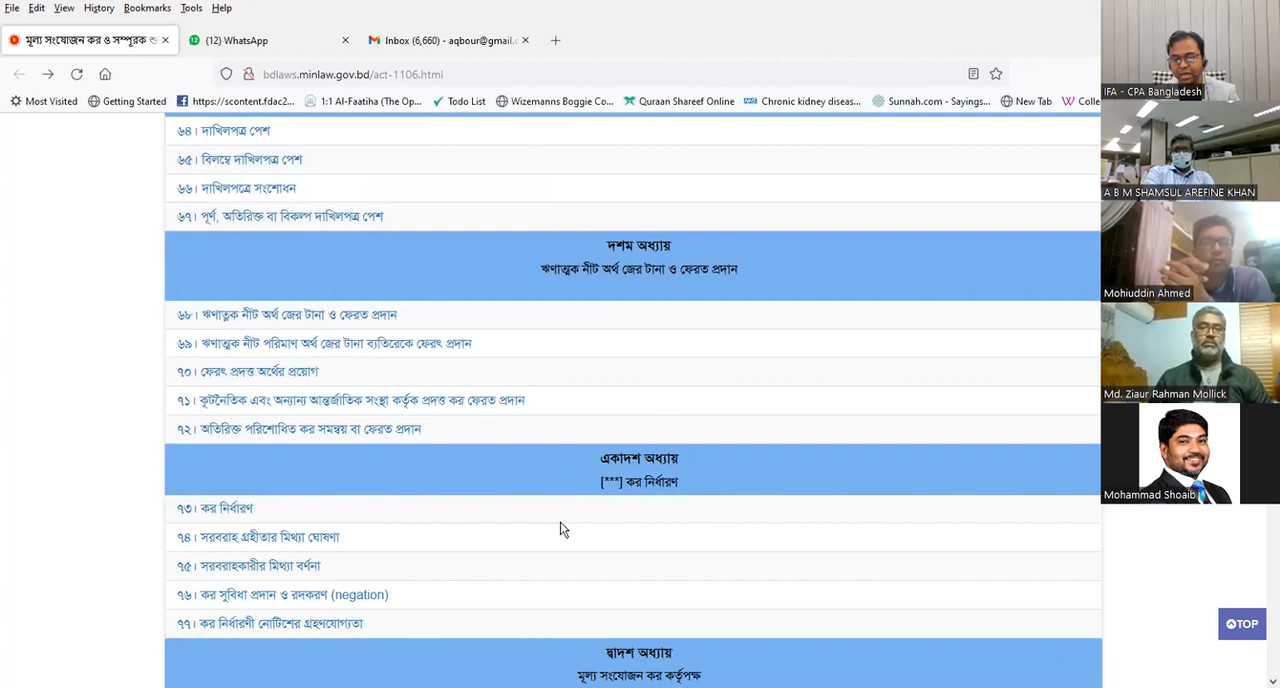 File Edit View History Bookmarks Tools Help
মূল্য সংযোজন কর ও সম্পূরক শু
(12) WhatsApp
Inbox (6,660) - aqbour@gmail.c
bdlaws.minlaw.gov.bd/act-1106.html
Most Visited Getting Started https://scontent.fdac2... 1:1 Al-Faatiha (The Op... Todo List Wizemanns Boggie Co... Quraan Shareef Online Chronic kidney diseas... Sunnah.com - Sayings... New Tab Colle
৬৪। দাখিলপত্র পেশ
৬৫। বিলম্বে দাখিলপত্র পেশ
৬৬। দাখিলপত্রে সংশোধন
৬৭। পূর্ণ, অতিরিক্ত বা বিকল্প দাখিলপত্র পেশ
দশম অধ্যায়
ঋণাত্মক নীট অর্থ জের টানা ও ফেরত প্রদান
৬৮। ঋণাত্নক নীট অর্থ জের টানা ও ফেরত প্রদান
৬৯। ঋণাত্মক নীট পরিমাণ অর্থ জের টানা ব্যতিরেকে ফেরৎ প্রদান
৭০। ফেরৎ প্রদত্ত অর্থের প্রয়োগ
৭১। কূটনৈতিক এবং অন্যান্য আন্তর্জাতিক সংস্থা কর্তৃক প্রদত্ত কর ফেরত প্রদান
৭২। অতিরিক্ত পরিশোধিত কর সমন্বয় বা ফেরত প্রদান
একাদশ অধ্যায়
[***] কর নির্ধারণ
৭৩। কর নির্ধারণ
৭৪। সরবরাহ গ্রহীতার মিথ্যা ঘোষণা
৭৫। সরবরাহকারীর মিথ্যা বর্ণনা
৭৬। কর সুবিধা প্রদান ও রদকরণ (negation)
৭৭। কর নির্ধারণী নোটিশের গ্রহণযোগ্যতা
দ্বাদশ অধ্যায়
মূল্য সংযোজন কর কর্তৃপক্ষ
TOP
IFA - CPA Bangladesh
A B M SHAMSUL AREFINE KHAN
Mohiuddin Ahmed
Md. Ziaur Rahman Mollick
Mohammad Shoaib